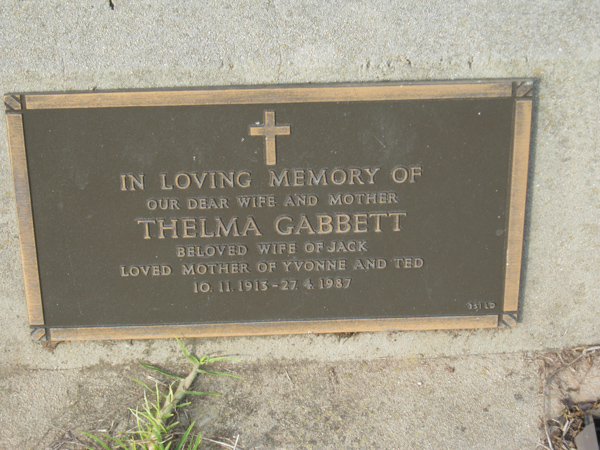 IN LOVING MEMORY OF
OUR DEAR WIFE AND MOTHER
THELMA GABBETT
BELOVED WIFE OF JACK
LOVED MOTHER OF YVONNE AND TED
10. 11. 1913 - 27. 4. 1987